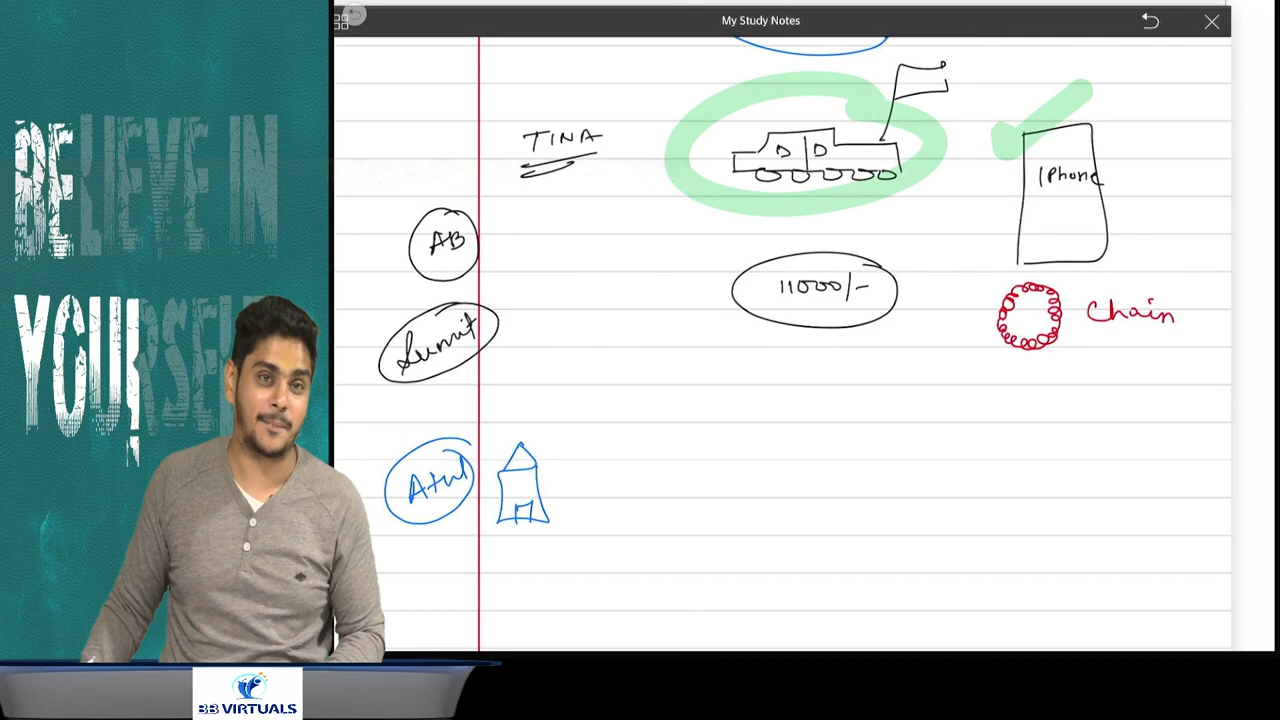 My Study Notes
BELIEVE IN
YOURSELF
TINA
D D
IPhone
AB
11000/-
Chain
Sumit
Atul
BB VIRTUALS